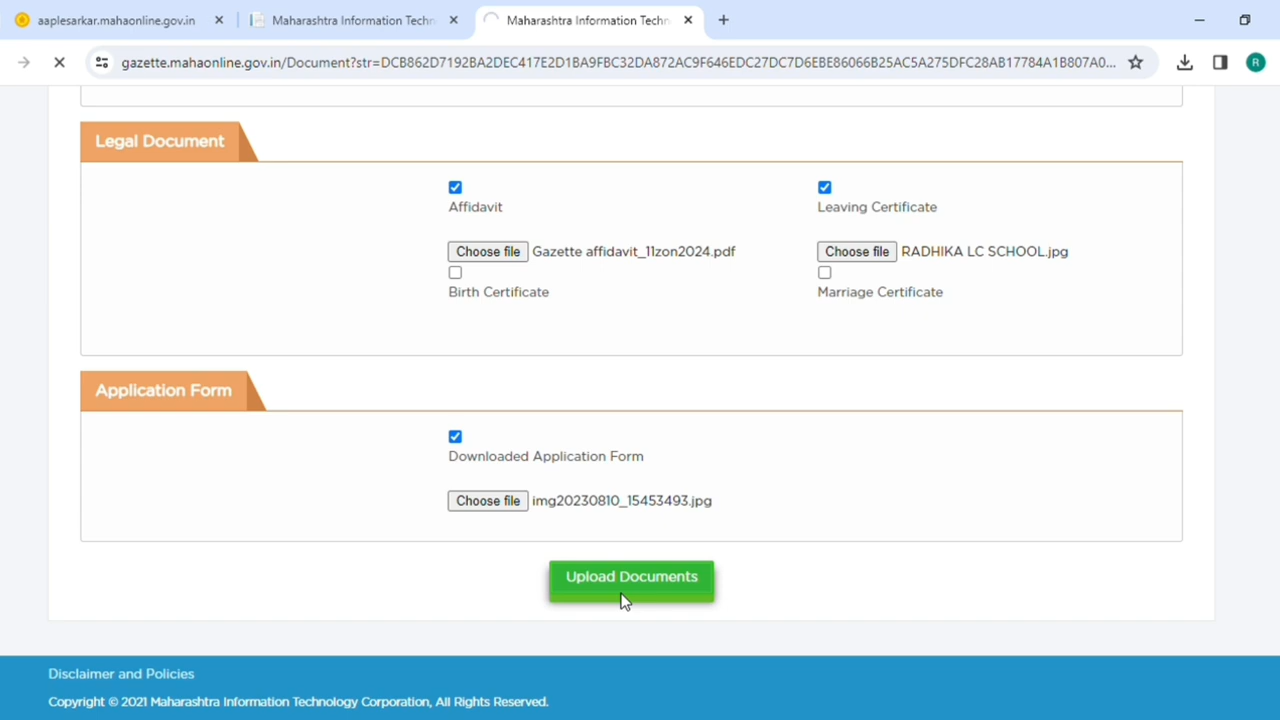 aaplesarkar.mahaonline.gov.in
Maharashtra Information Techn
Maharashtra Information Techn
gazette.mahaonline.gov.in/Document?str=DCB862D7192BA2DEC417E2D1BA9FBC32DA872AC9F646EDC27DC7D6EBE86066B25AC5A275DFC28AB17784A1B807A0...
R
Legal Document
Affidavit
Leaving Certificate
Choose file Gazette affidavit_11zon2024.pdf
Choose file RADHIKA LC SCHOOL.jpg
Birth Certificate
Marriage Certificate
Application Form
Downloaded Application Form
Choose file img20230810_15453493.jpg
Upload Documents
Disclaimer and Policies
Copyright © 2021 Maharashtra Information Technology Corporation, All Rights Reserved.